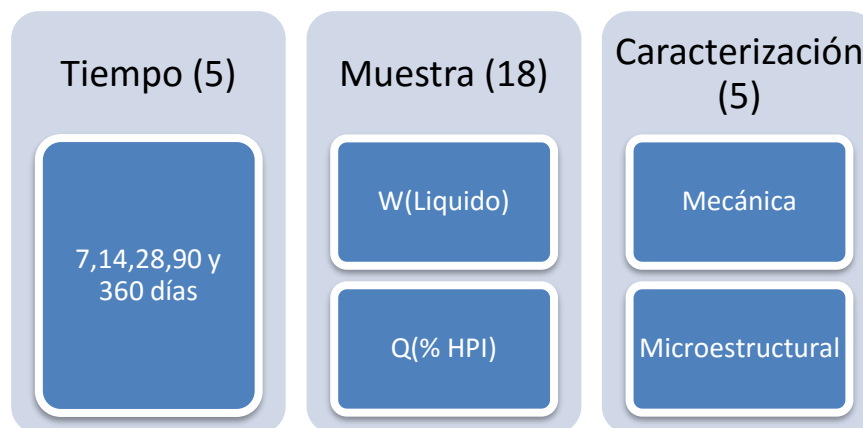 Tiempo (5)
7,14,28,90 y
360 días
Muestra (18)
W(Liquido)
Q(% HPI)
Caracterización
(5)
Mecánica
Microestructural